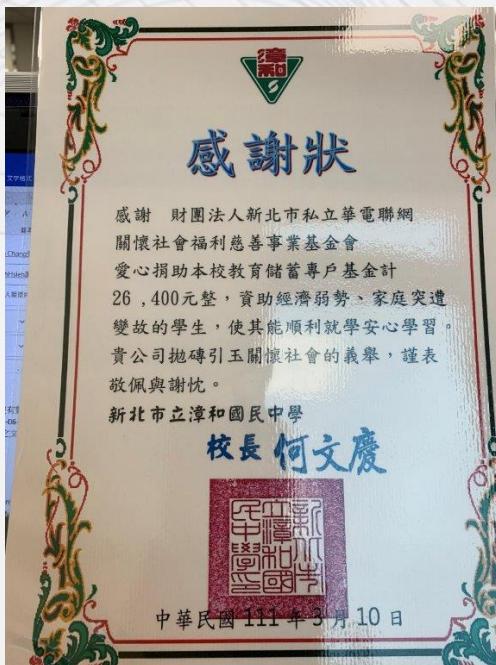 漳和
感謝狀
感謝 財團法人新北市私立華電聯網
關懷社會福利慈善事業基金會
愛心捐助本校教育儲蓄專戶基金計
26,400元整,資助經濟弱勢、家庭突遭
變故的學生,使其能順利就學安心學習。
貴公司拋磚引玉關懷社會的義舉,謹表
敬佩與謝忱。
新北市立漳和國民中學
校長 何文慶
新北市
立漳和國
民中學印
中華民國 111 年 3 月 10 日